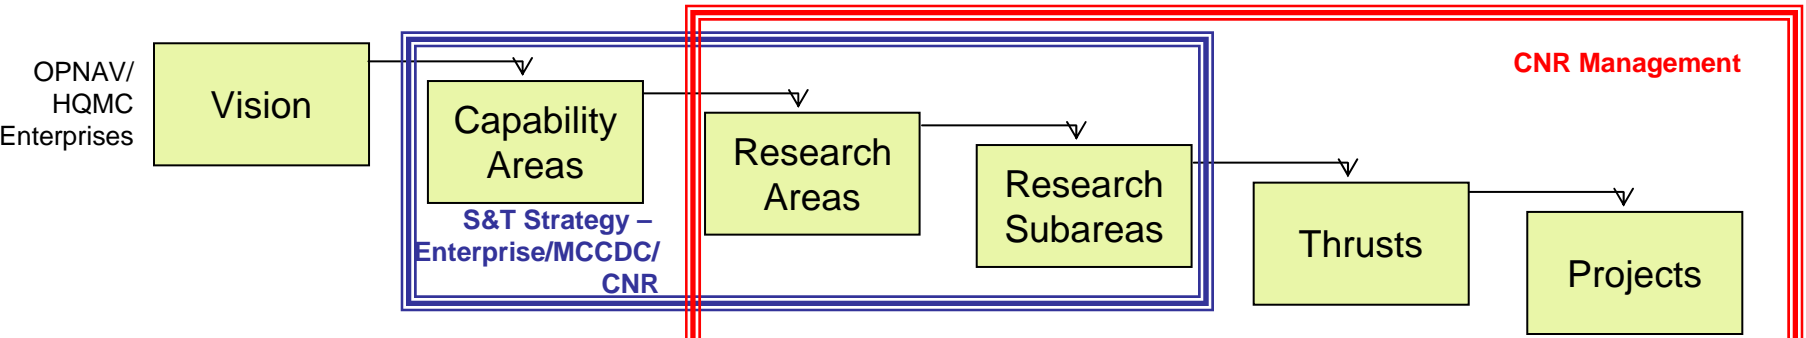 OPNAV/
HQMC
Enterprises
Vision
Capability
Areas
S&T Strategy –
Enterprise/MCCDC/
CNR
Research
Areas
Research
Subareas
Thrusts
Projects
CNR Management